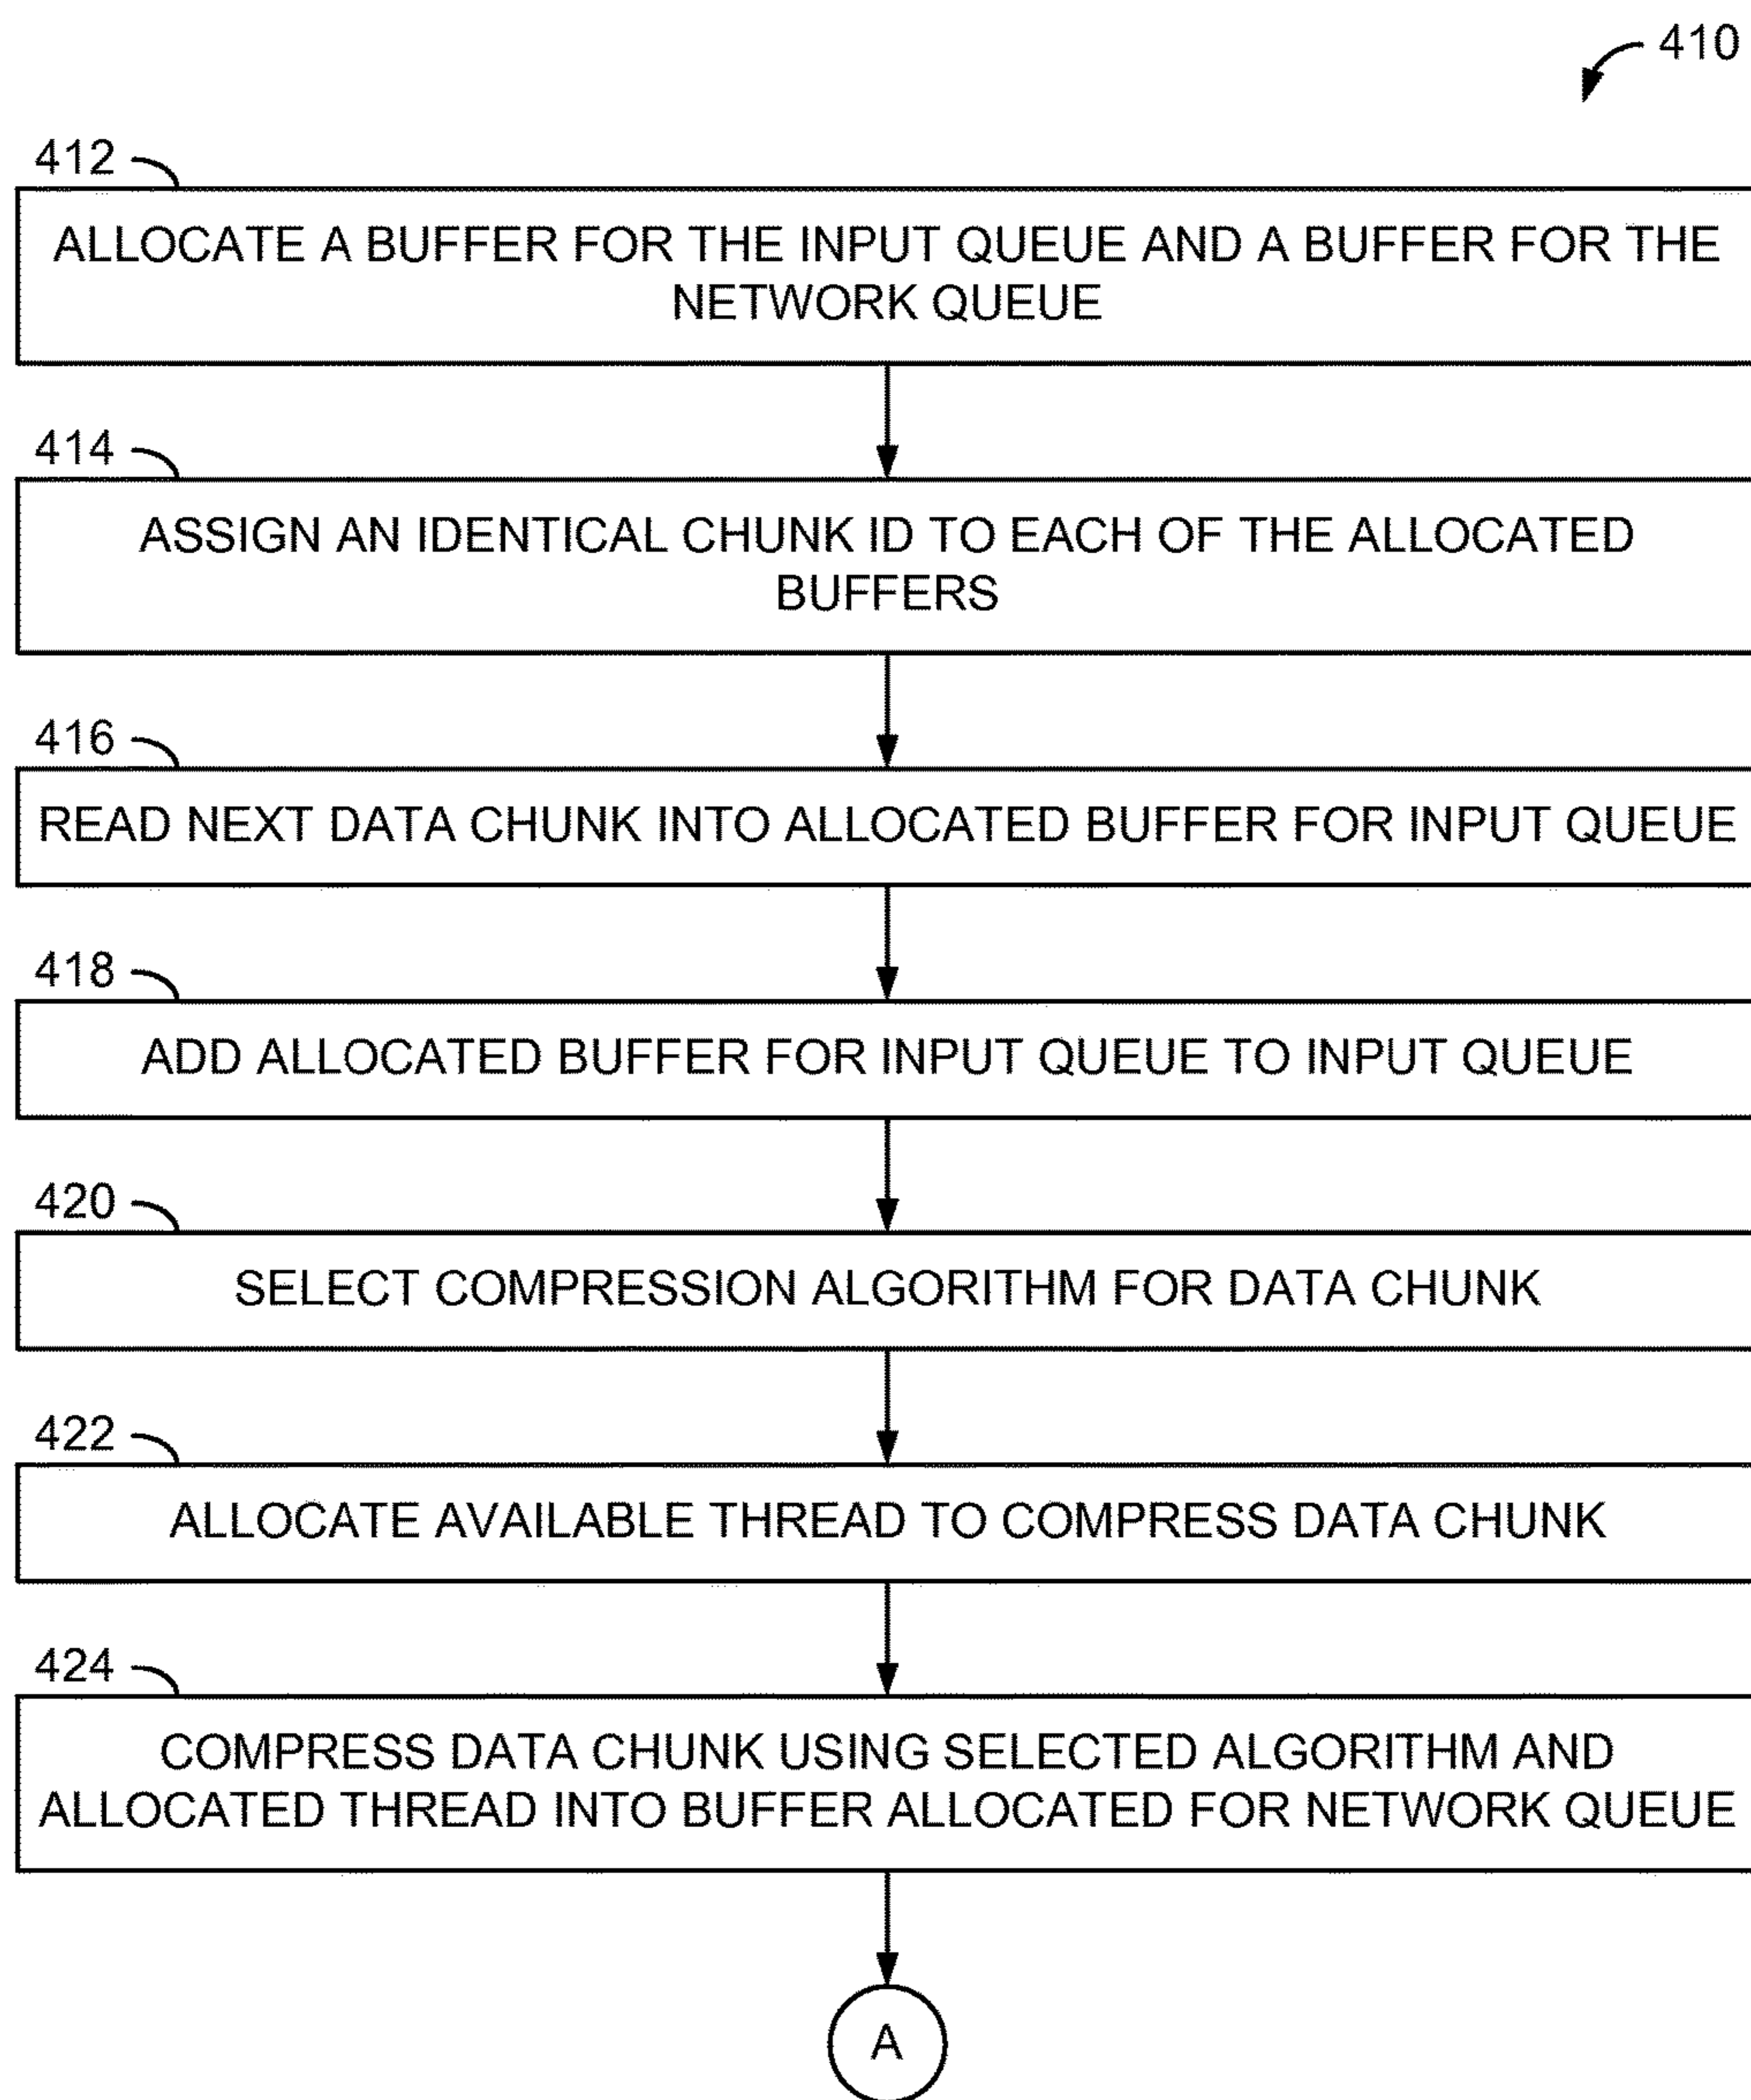 410
412
ALLOCATE A BUFFER FOR THE INPUT QUEUE AND A BUFFER FOR THE
NETWORK QUEUE
414
ASSIGN AN IDENTICAL CHUNK ID TO EACH OF THE ALLOCATED
BUFFERS
416
READ NEXT DATA CHUNK INTO ALLOCATED BUFFER FOR INPUT QUEUE
418
ADD ALLOCATED BUFFER FOR INPUT QUEUE TO INPUT QUEUE
420
SELECT COMPRESSION ALGORITHM FOR DATA CHUNK
422
ALLOCATE AVAILABLE THREAD TO COMPRESS DATA CHUNK
424
COMPRESS DATA CHUNK USING SELECTED ALGORITHM AND
ALLOCATED THREAD INTO BUFFER ALLOCATED FOR NETWORK QUEUE
A